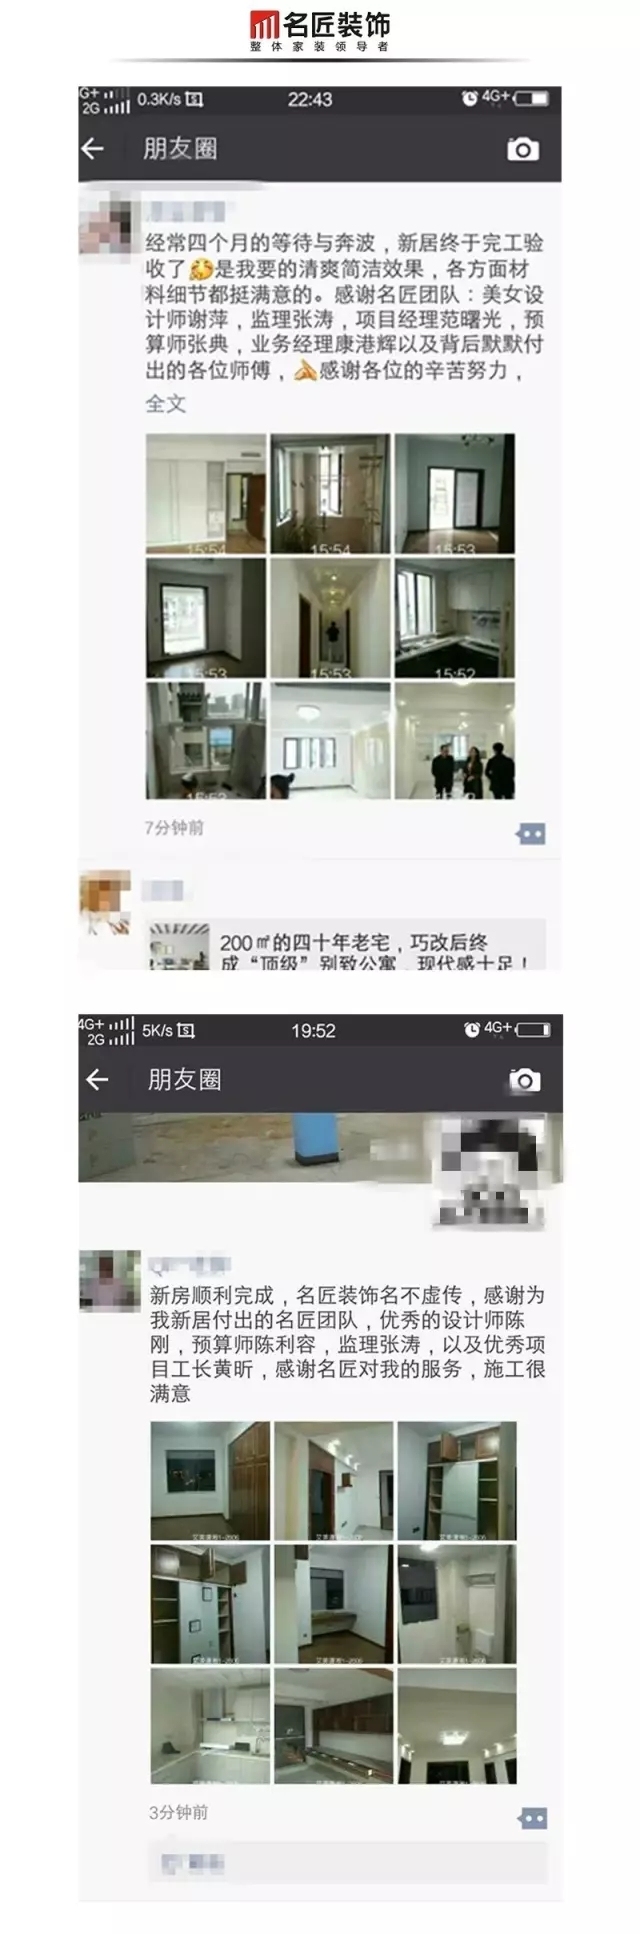 名匠装饰
整体家装领导者
G+
2G
0.3K/s
22:43
4G+
朋友圈
经常四个月的等待与奔波，新居终于完工验
收了是我要的清爽简洁效果，各方面材
料细节都挺满意的。感谢名匠团队：美女设
计师谢萍，监理张涛，项目经理范曙光，预
算师张典，业务经理康港辉以及背后默默付
出的各位师傅，感谢各位的辛苦努力，
全文
15:54
15:54
15:53
15:53
15:53
15:52
7分钟前
200㎡的四十年老宅，巧改后终
成“顶级”别致公寓，现代感十足！
4G+
2G
5K/s
19:52
4G+
朋友圈
新房顺利完成，名匠装饰名不虚传，感谢为
我新居付出的名匠团队，优秀的设计师陈
刚，预算师陈利容，监理张涛，以及优秀项
目工长黄昕，感谢名匠对我的服务，施工很
满意
3分钟前